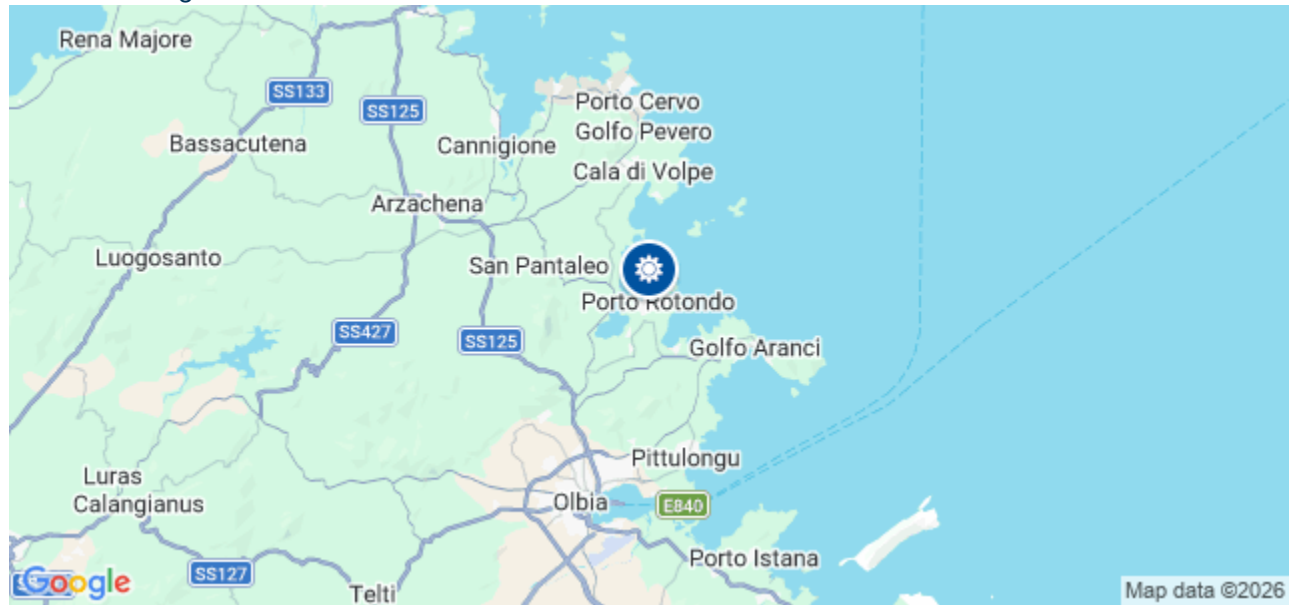 Rena Majore
SS133
SS125
Porto Cervo
Golfo Pevero
Bassacutena
Cannigione
Cala di Volpe
Arzachena
Luogosanto
San Pantaleo
Porto Rotondo
SS427
SS125
Golfo Aranci
Pittulongu
Luras
Calangianus
Olbia
E840
Porto Istana
SS127
Telti
Google
Map data ©2026